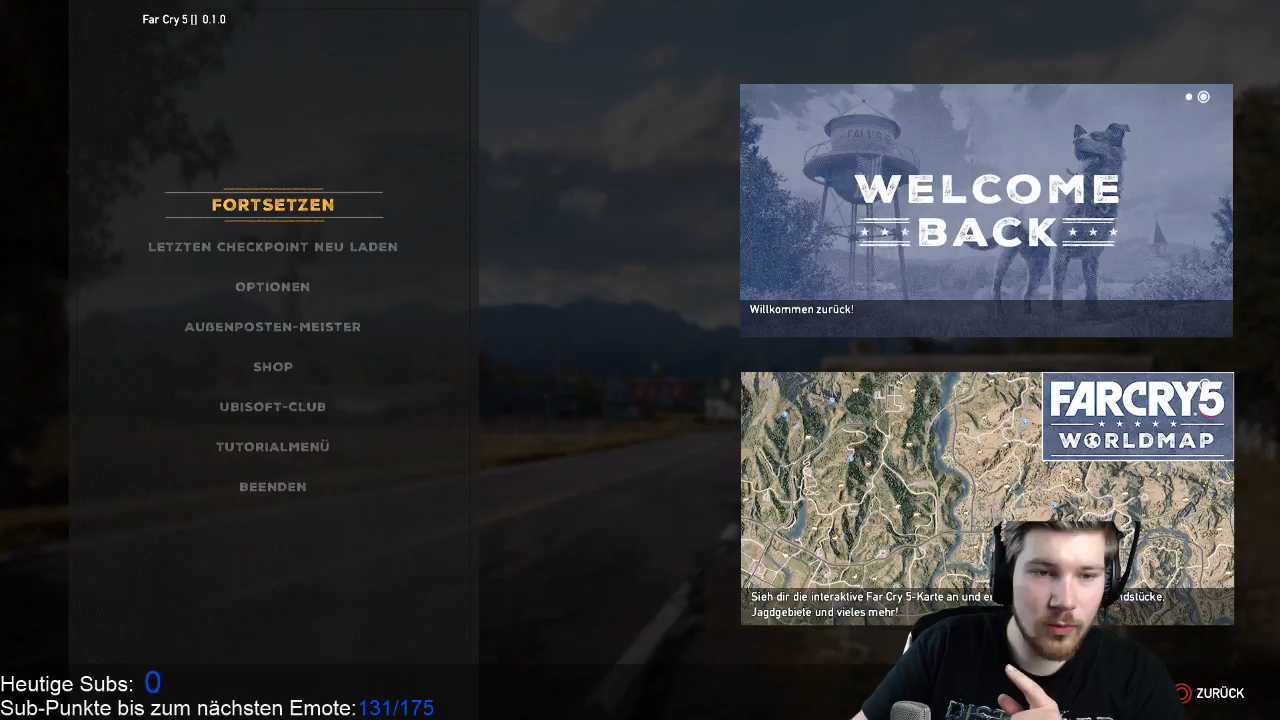 Far Cry 5 [] 0.1.0
FORTSETZEN
LETZTEN CHECKPOINT NEU LADEN
OPTIONEN
AUẞENPOSTEN-MEISTER
SHOP
UBISOFT-CLUB
TUTORIALMENÜ
BEENDEN
FALL'S
WELCOME
BACK
Willkommen zurück!
FARCRY5
WORLDMAP
Sieh dir die interaktive Far Cry 5-Karte an und
Jagdgebiete und vieles mehr!
Heutige Subs: 0
Sub-Punkte bis zum nächsten Emote:131/175
ZURÜCK